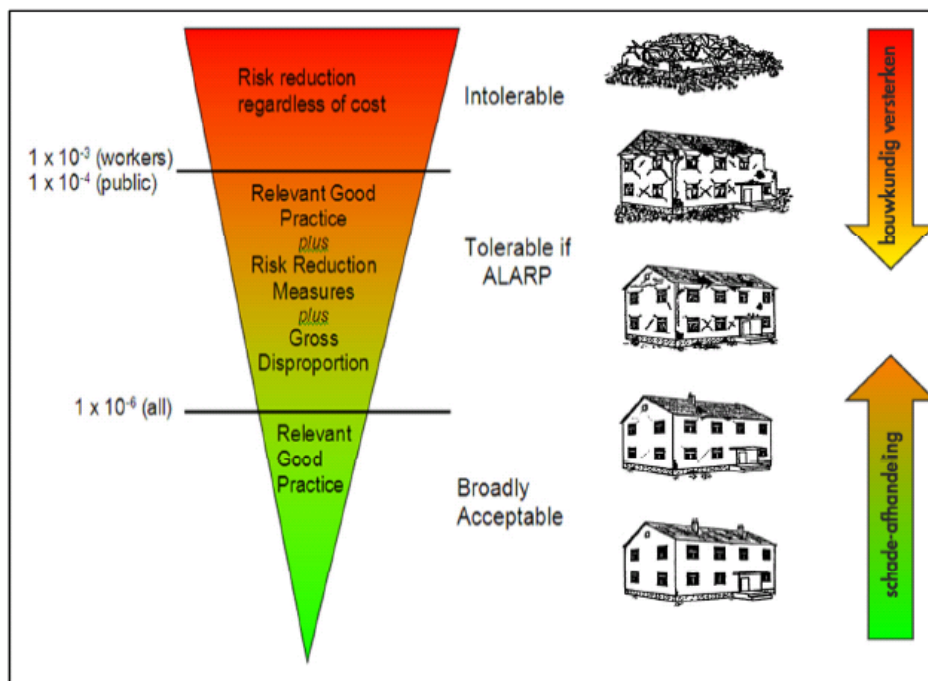 Risk reduction
regardless of cost
Intolerable
1 x 10⁻³ (workers)
1 x 10⁻⁴ (public)
Relevant Good
Practice
plus
Risk Reduction
Measures
plus
Gross
Disproportion
Tolerable if
ALARP
1 x 10⁻⁶ (all)
Relevant
Good
Practice
Broadly
Acceptable
bouwkundig versterken
schade-afhandeling